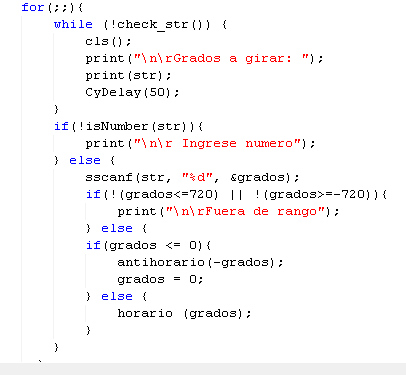 for(;;){
while (!check_str()) {
cls();
print("\n\rGrados a girar: ");
print(str);
CyDelay(50);
}
if(!isNumber(str)){
print("\n\r Ingrese numero");
} else {
sscanf(str, "%d", &grados);
if(!(grados<=720) || !(grados>=-720)){
print("\n\rFuera de rango");
} else {
if(grados <= 0){
antihorario(-grados);
grados = 0;
} else {
horario (grados);
}
}